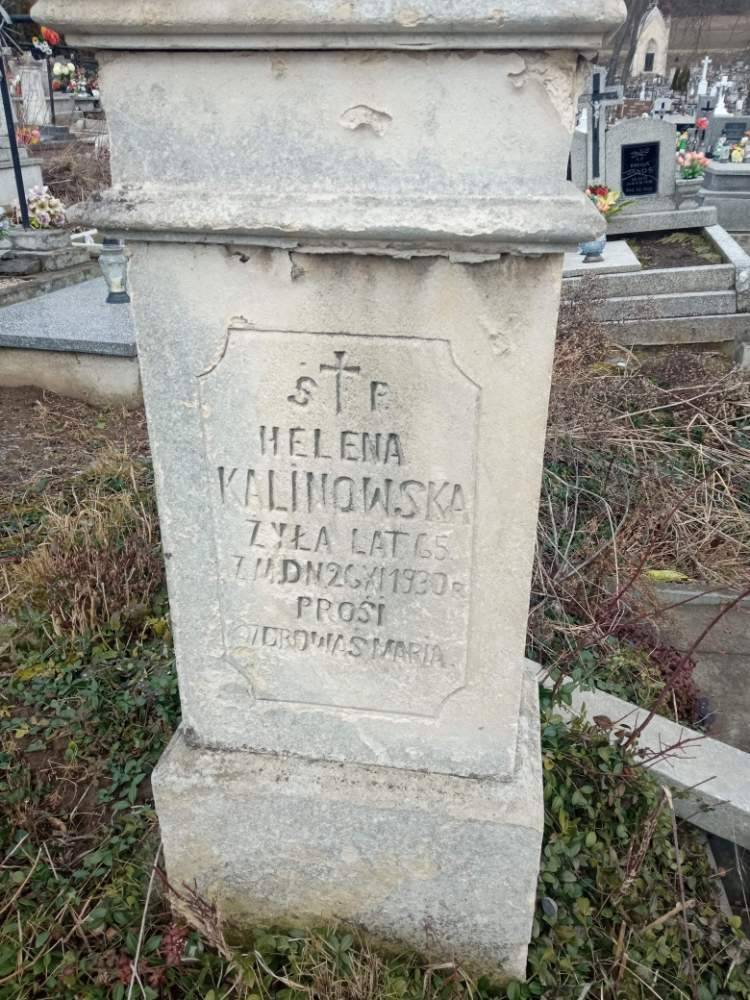 S † P
HELENA
KALINOWSKA
ŻYŁA LAT 65
ZM. DN 26 XI 1930 R
PROSI
ZDROWAŚ MARIA